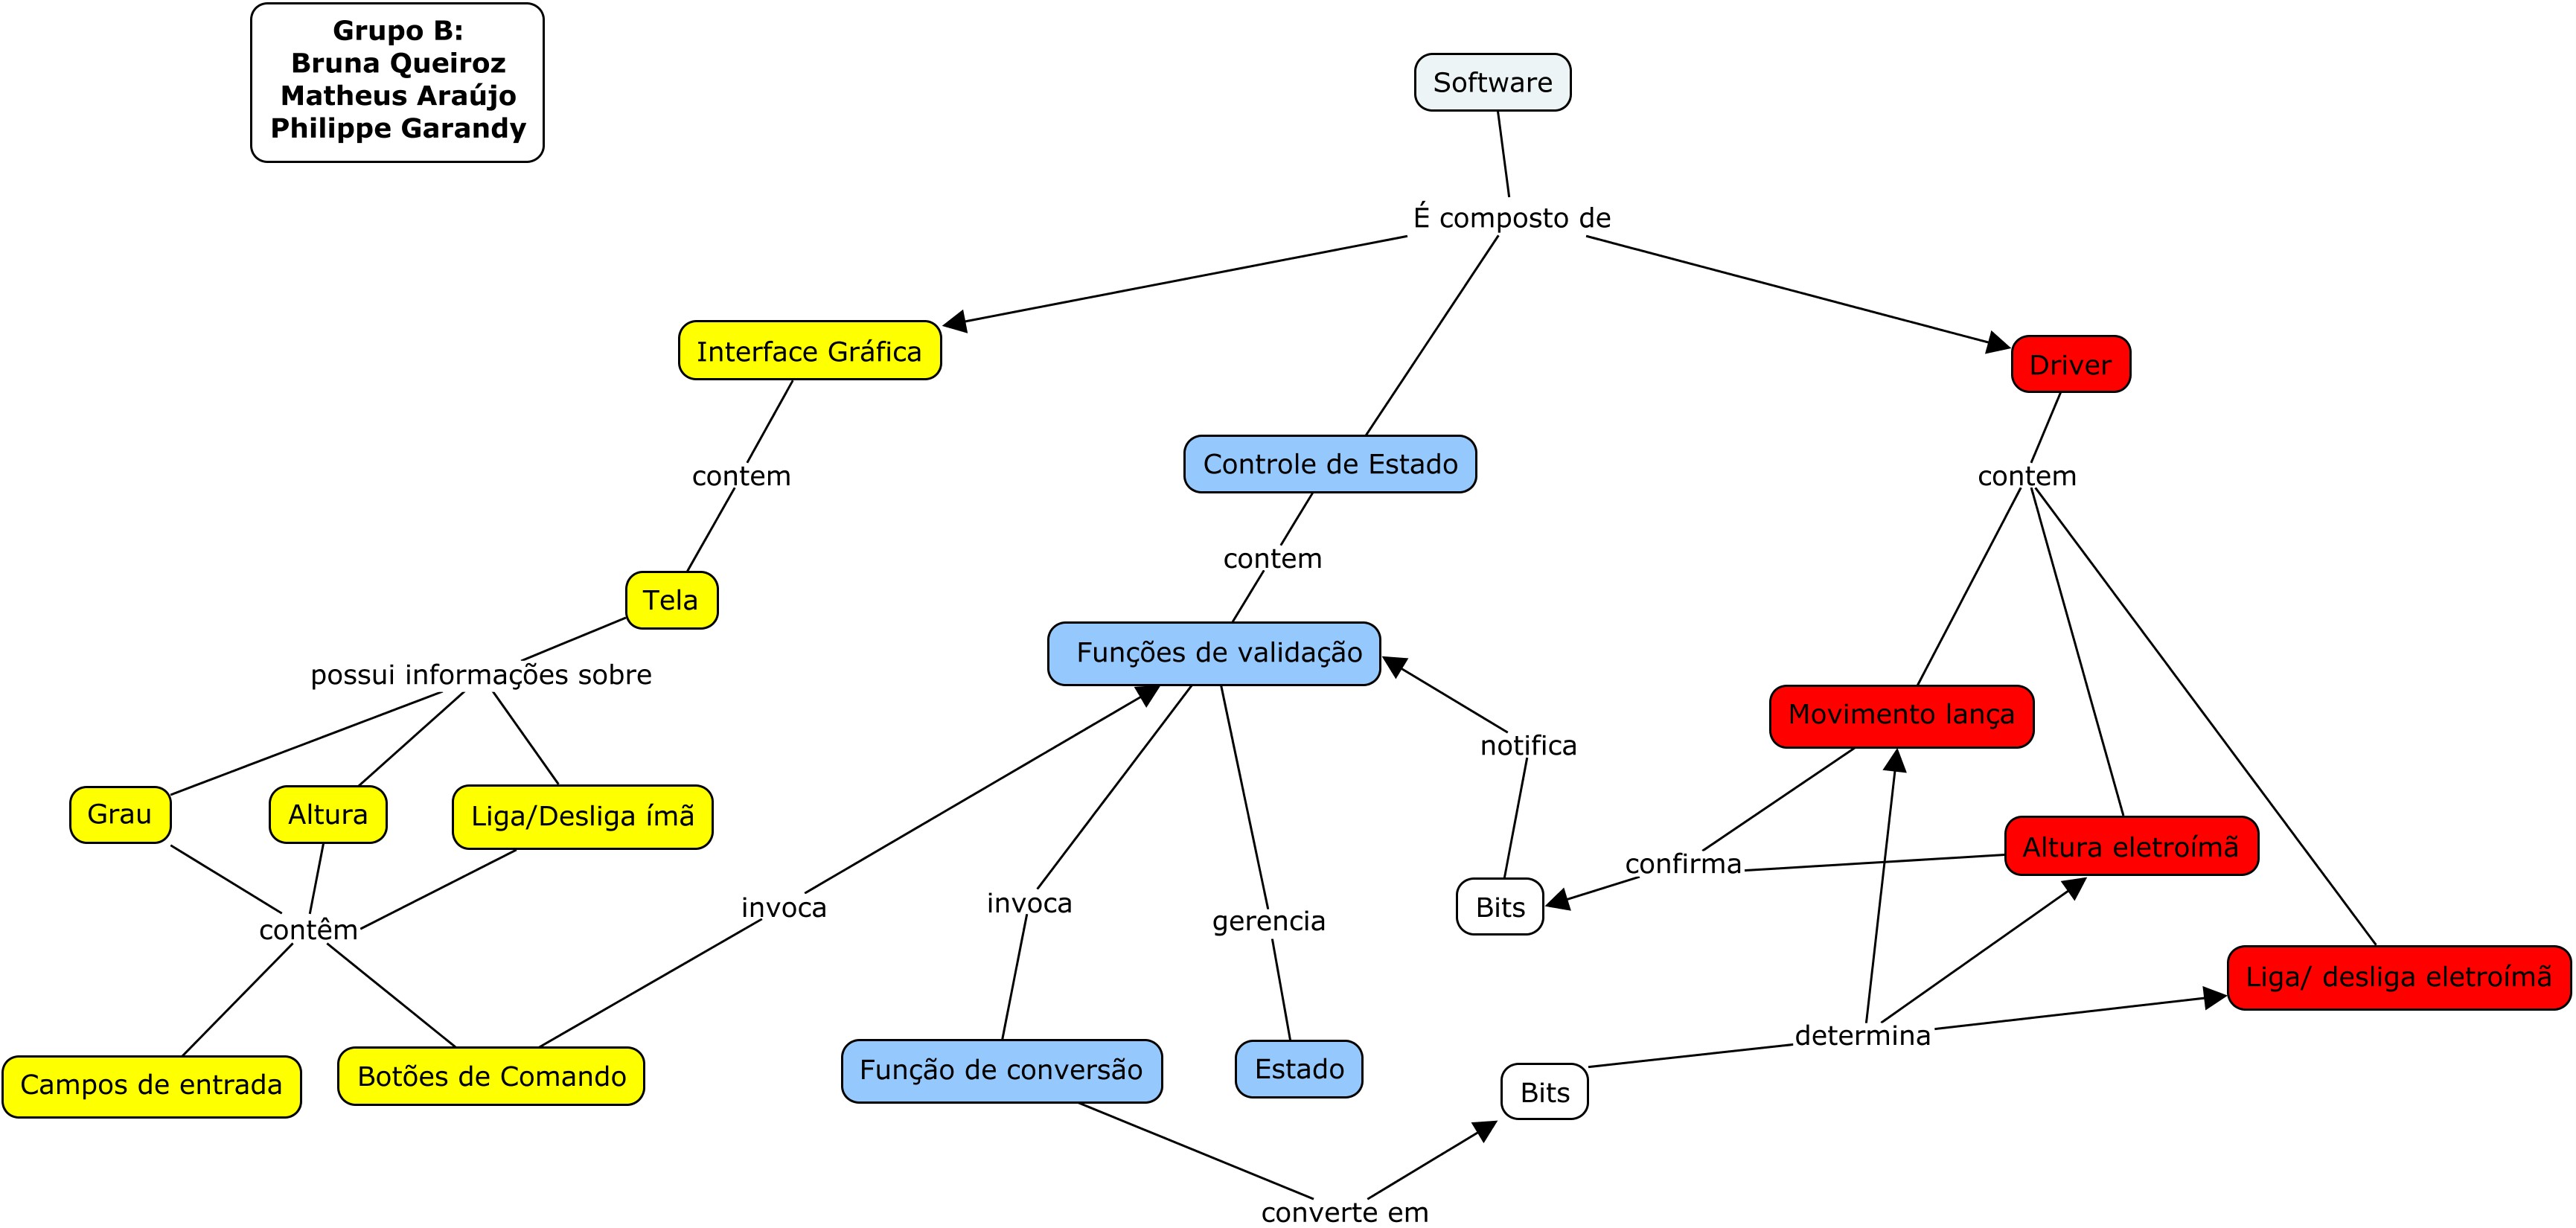 Grupo B:
Bruna Queiroz
Matheus Araújo
Philippe Garandy
Software
É composto de
Interface Gráfica
Driver
Controle de Estado
contem
contem
contem
Tela
Funções de validação
possui informações sobre
Movimento lança
notifica
Grau
Altura
Liga/Desliga ímã
Altura eletroímã
confirma
invoca
invoca
gerencia
Bits
contêm
Liga/ desliga eletroímã
determina
Campos de entrada
Botões de Comando
Função de conversão
Estado
Bits
converte em